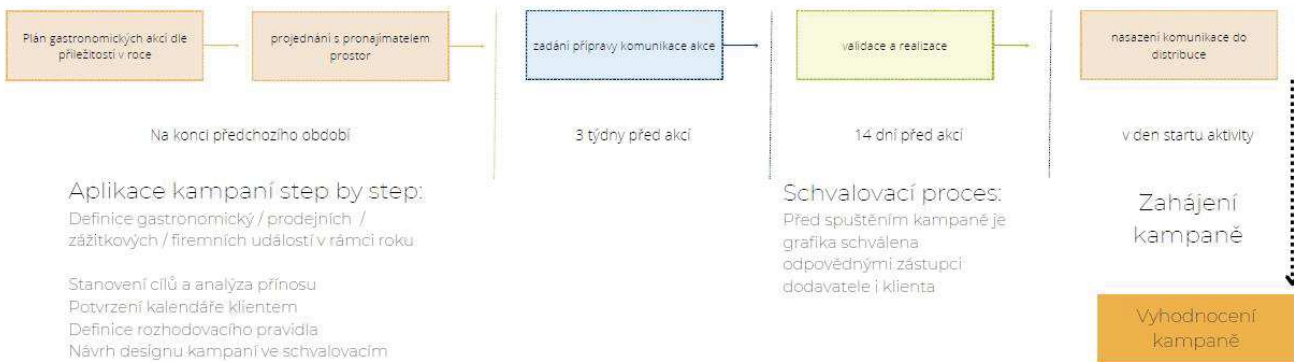 Plán gastronomických akcí dle
příležitostí v roce
projednání s pronajímatelem
prostor
zadání přípravy komunikace akce
validace a realizace
nasazení komunikace do
distribuce
Na konci předchozího období
3 týdny před akcí
14 dní před akcí
v den startu aktivity
Aplikace kampaní step by step:
Definice gastronomický / prodejních /
zážitkových / firemních událostí v rámci roku
Stanovení cílů a analýza přínosu
Potvrzení kalendáře klientem
Definice rozhodovacího pravidla
Návrh designu kampaní ve schvalovacím
Schvalovací proces:
Před spuštěním kampaně je
grafika schválena
odpovědnými zástupci
dodavatele i klienta
Zahájení
kampaně
Vyhodnocení
kampaně